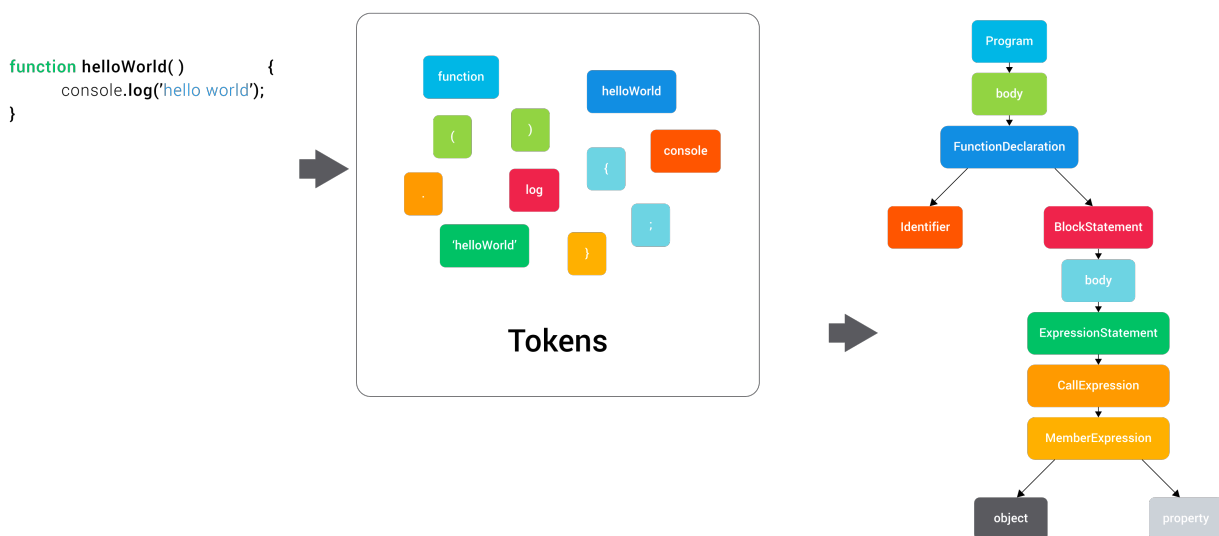 function helloWorld( ) {
console.log('hello world');
}
function
helloWorld
(
)
console
{
.
log
;
'helloWorld'
}
Tokens
Program
body
FunctionDeclaration
Identifier
BlockStatement
body
ExpressionStatement
CallExpression
MemberExpression
object
property